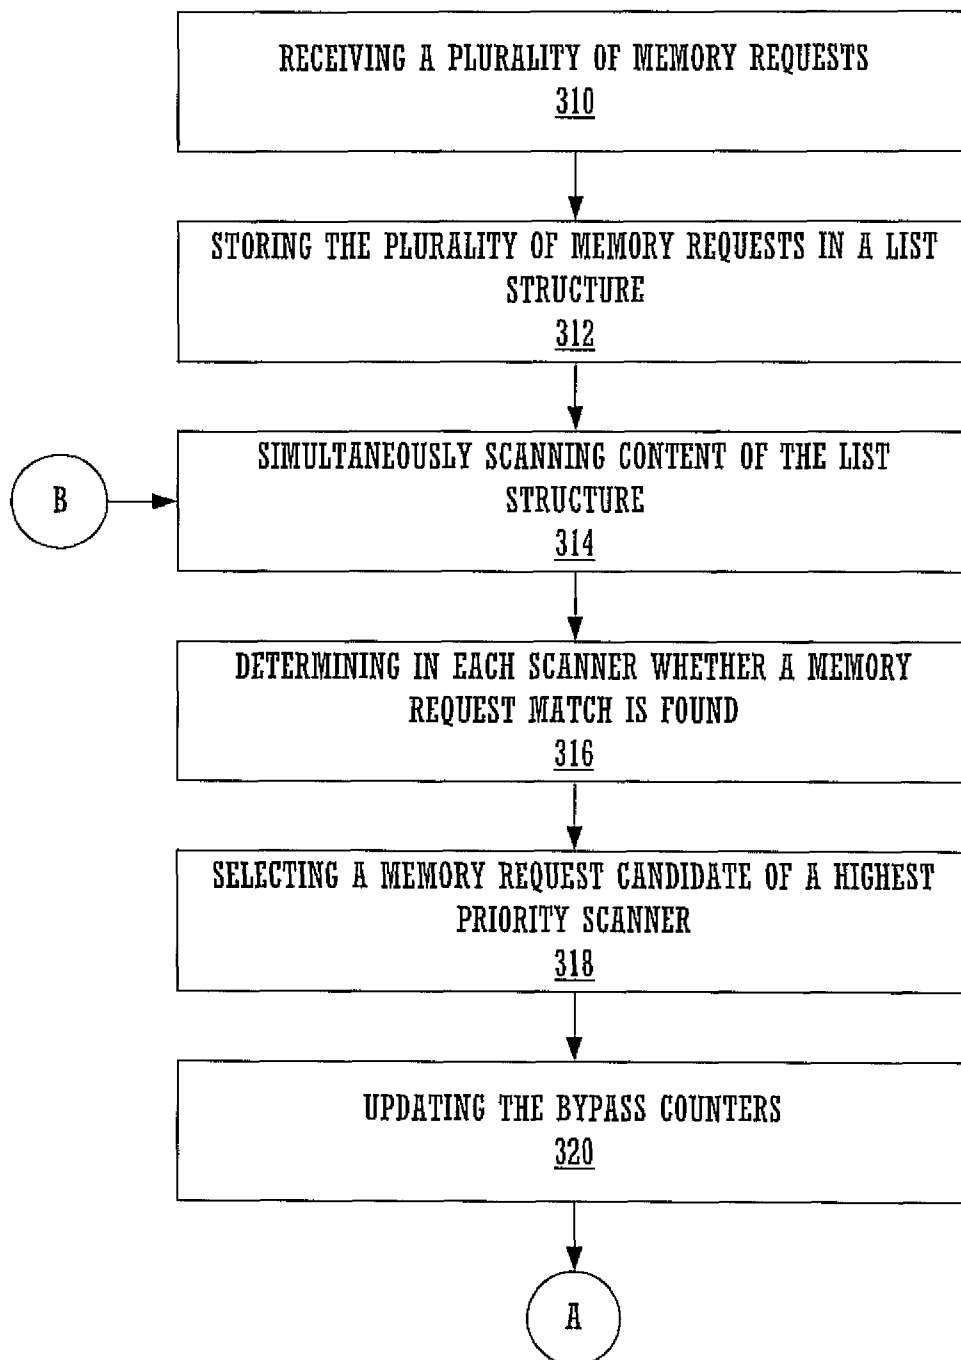 RECEIVING A PLURALITY OF MEMORY REQUESTS
310
STORING THE PLURALITY OF MEMORY REQUESTS IN A LIST
STRUCTURE
312
SIMULTANEOUSLY SCANNING CONTENT OF THE LIST
STRUCTURE
314
B
DETERMINING IN EACH SCANNER WHETHER A MEMORY
REQUEST MATCH IS FOUND
316
SELECTING A MEMORY REQUEST CANDIDATE OF A HIGHEST
PRIORITY SCANNER
318
UPDATING THE BYPASS COUNTERS
320
A